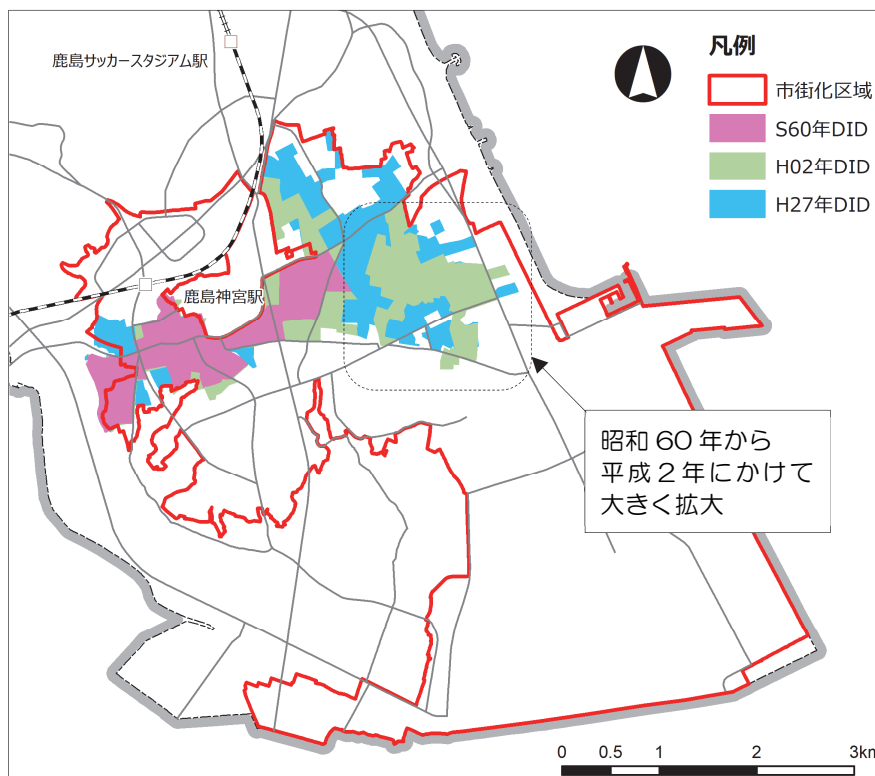 鹿島サッカースタジアム駅
鹿島神宮駅
凡例
市街化区域
S60年DID
H02年DID
H27年DID
昭和60年から
平成2年にかけて
大きく拡大
0 0.5 1 2 3km